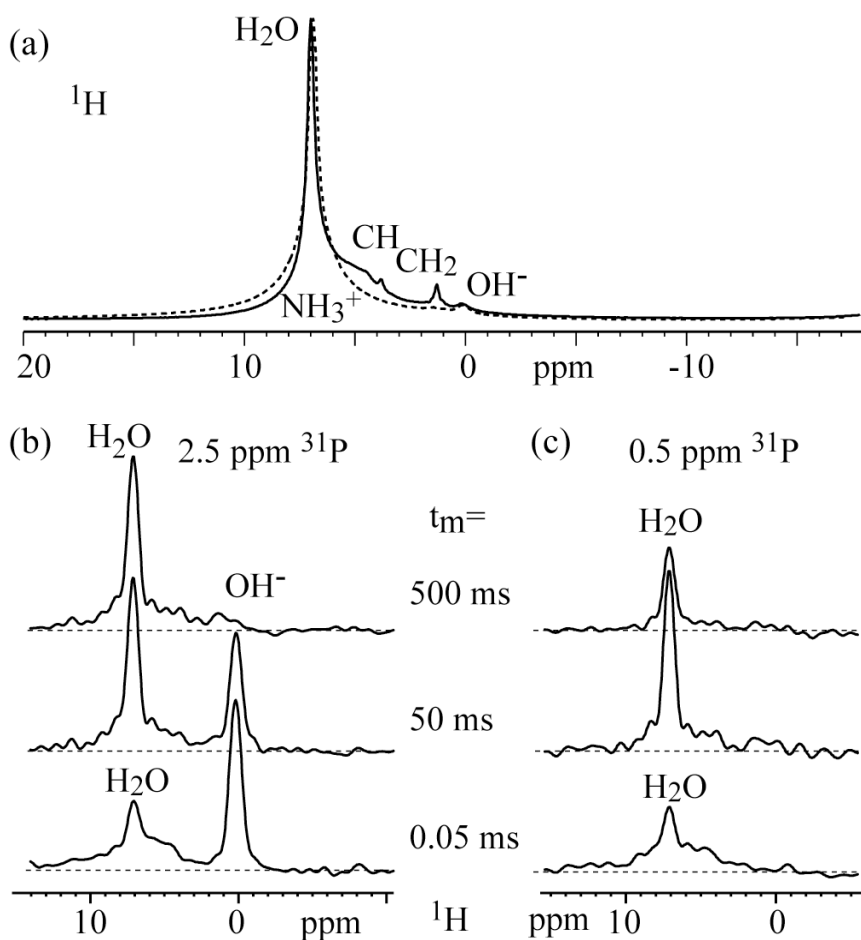 (a)
H₂O
¹H
CH
CH₂
OH⁻
NH₃⁺
20 10 0 ppm -10
(b) H₂O 2.5 ppm ³¹P
(c) 0.5 ppm ³¹P
tₘ=
H₂O
OH⁻
500 ms
50 ms
H₂O
H₂O
0.05 ms
10 0 ppm
¹H
ppm 10 0